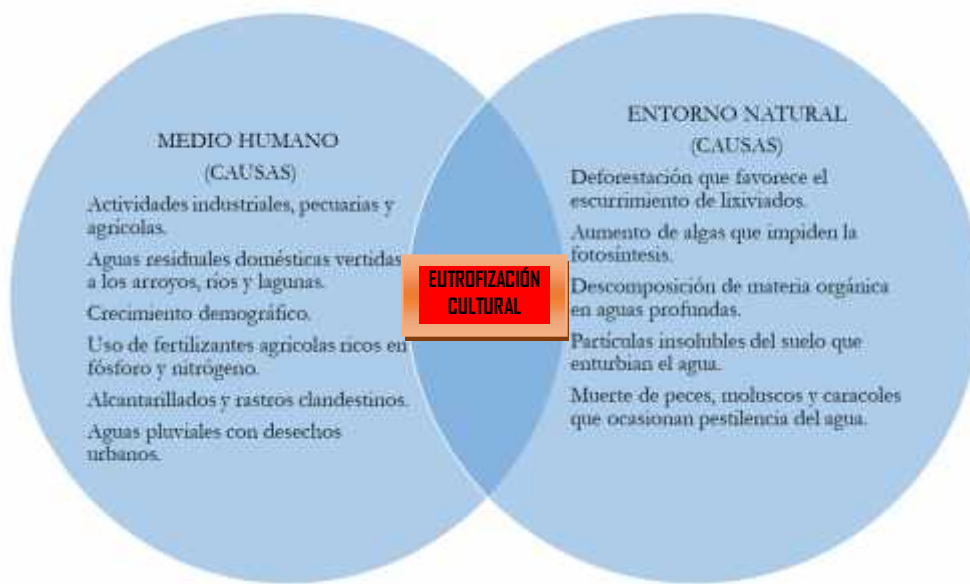 MEDIO HUMANO
(CAUSAS)
Actividades industriales, pecuarias y
agrícolas.
Aguas residuales domésticas vertidas
a los arroyos, ríos y lagunas.
Crecimiento demográfico.
Uso de fertilizantes agrícolas ricos en
fósforo y nitrógeno.
Alcantarillados y rastros clandestinos.
Aguas pluviales con desechos
urbanos.
EUTROFIZACIÓN
CULTURAL
ENTORNO NATURAL
(CAUSAS)
Deforestación que favorece el
escurrimiento de lixiviados.
Aumento de algas que impiden la
fotosíntesis.
Descomposición de materia orgánica
en aguas profundas.
Partículas insolubles del suelo que
enturbian el agua.
Muerte de peces, moluscos y caracoles
que ocasionan pestilencia del agua.